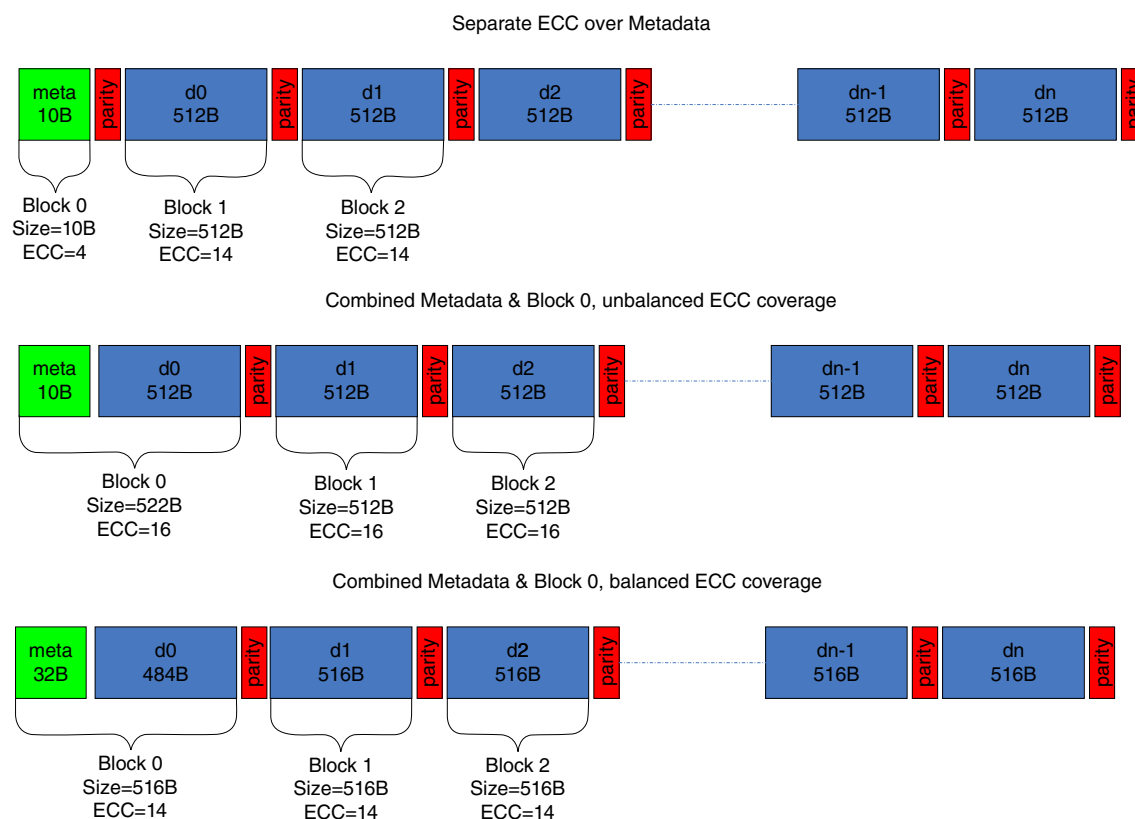 Separate ECC over Metadata
meta
10B
parity
d0
512B
parity
d1
512B
parity
d2
512B
parity
dn-1
512B
parity
dn
512B
parity
Block 0
Size=10B
ECC=4
Block 1
Size=512B
ECC=14
Block 2
Size=512B
ECC=14
Combined Metadata & Block 0, unbalanced ECC coverage
meta
10B
d0
512B
parity
d1
512B
parity
d2
512B
parity
dn-1
512B
parity
dn
512B
parity
Block 0
Size=522B
ECC=16
Block 1
Size=512B
ECC=16
Block 2
Size=512B
ECC=16
Combined Metadata & Block 0, balanced ECC coverage
meta
32B
d0
484B
parity
d1
516B
parity
d2
516B
parity
dn-1
516B
parity
dn
516B
parity
Block 0
Size=516B
ECC=14
Block 1
Size=516B
ECC=14
Block 2
Size=516B
ECC=14